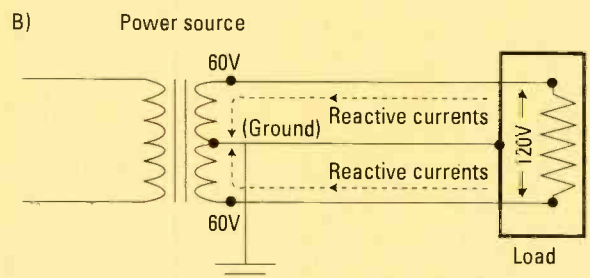 B)
Power source
60V
Reactive currents
(Ground)
120V
Reactive currents
60V
Load